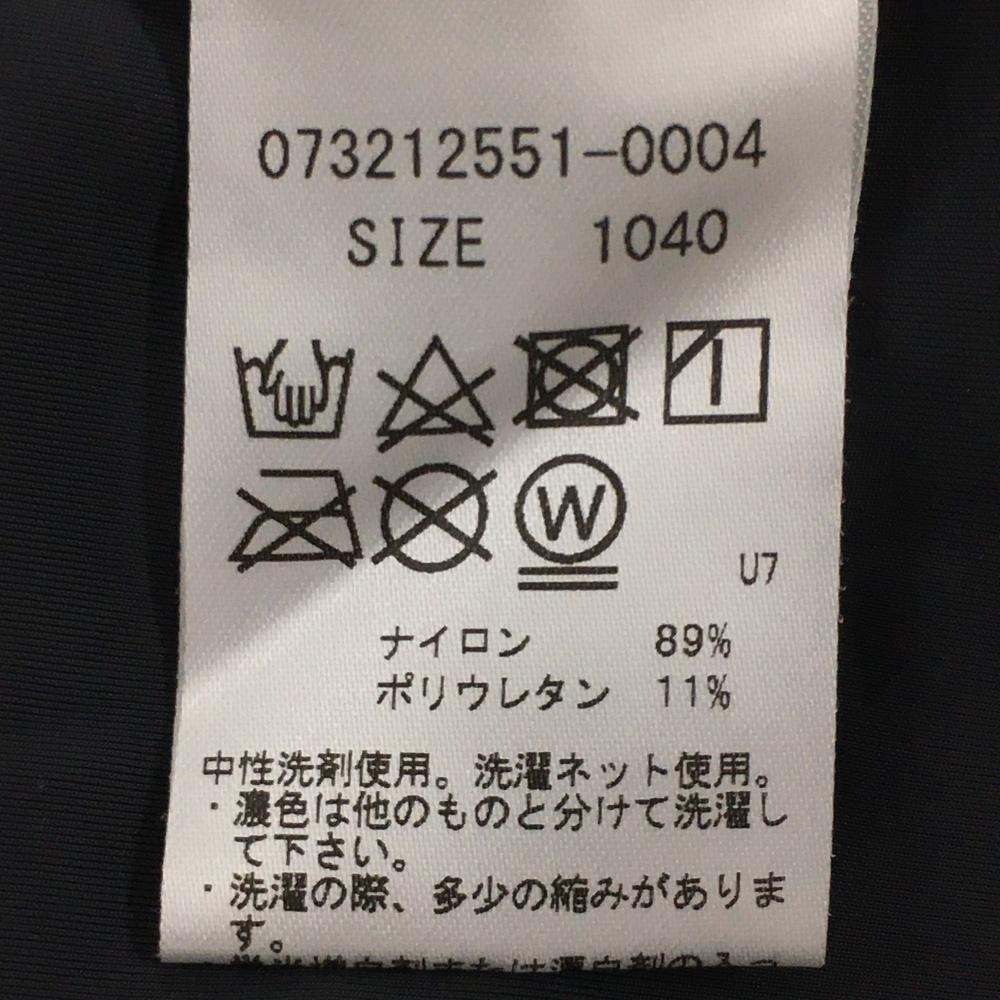 073212551-0004
SIZE 1040
W
U7
ナイロン 89%
ポリウレタン 11%
中性洗剤使用。洗濯ネット使用。
・濃色は他のものと分けて洗濯し
て下さい。
・洗濯の際、多少の縮みがありま
す。